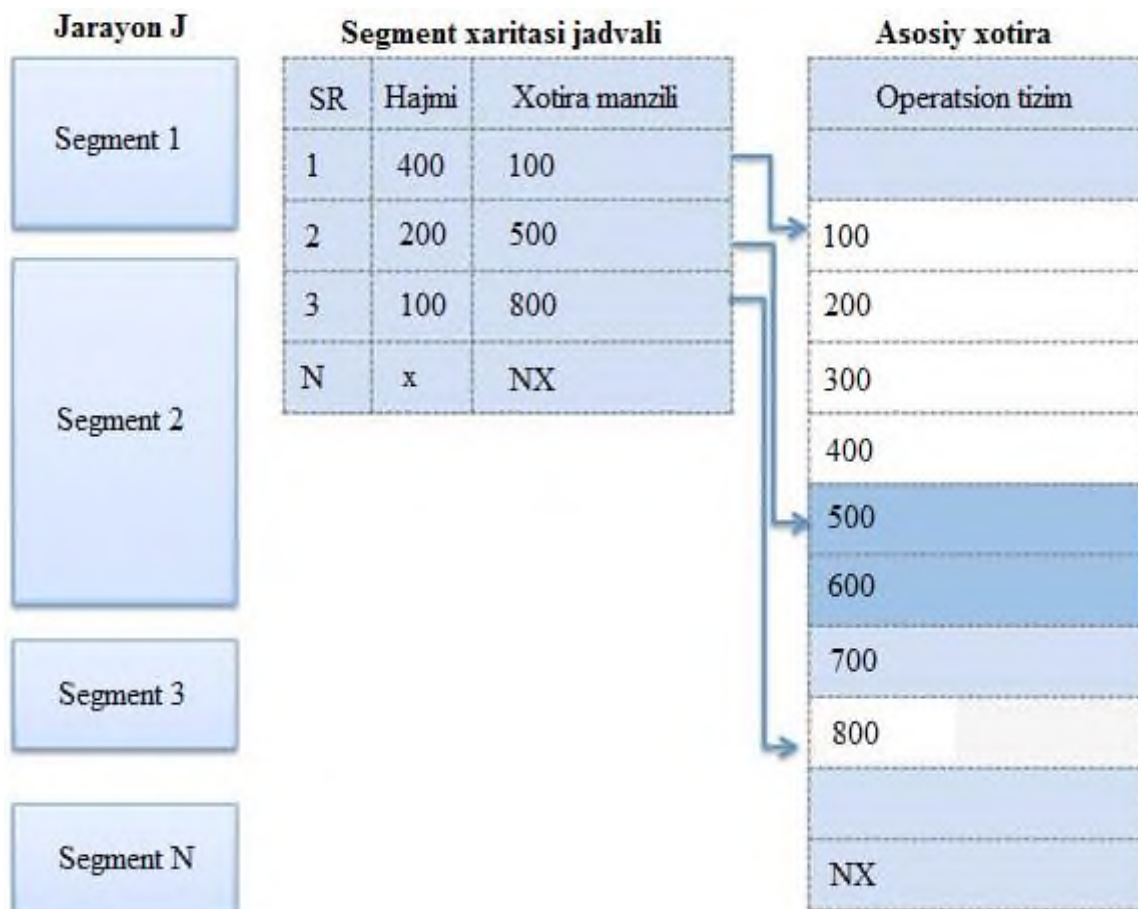 Jarayon J
Segment 1
Segment 2
Segment 3
Segment N
Segment xaritasi jadvali
SR Hajmi Xotira manzili
1 400 100
2 200 500
3 100 800
N x NX
Asosiy xotira
Operatsion tizim
100
200
300
400
500
600
700
800
NX